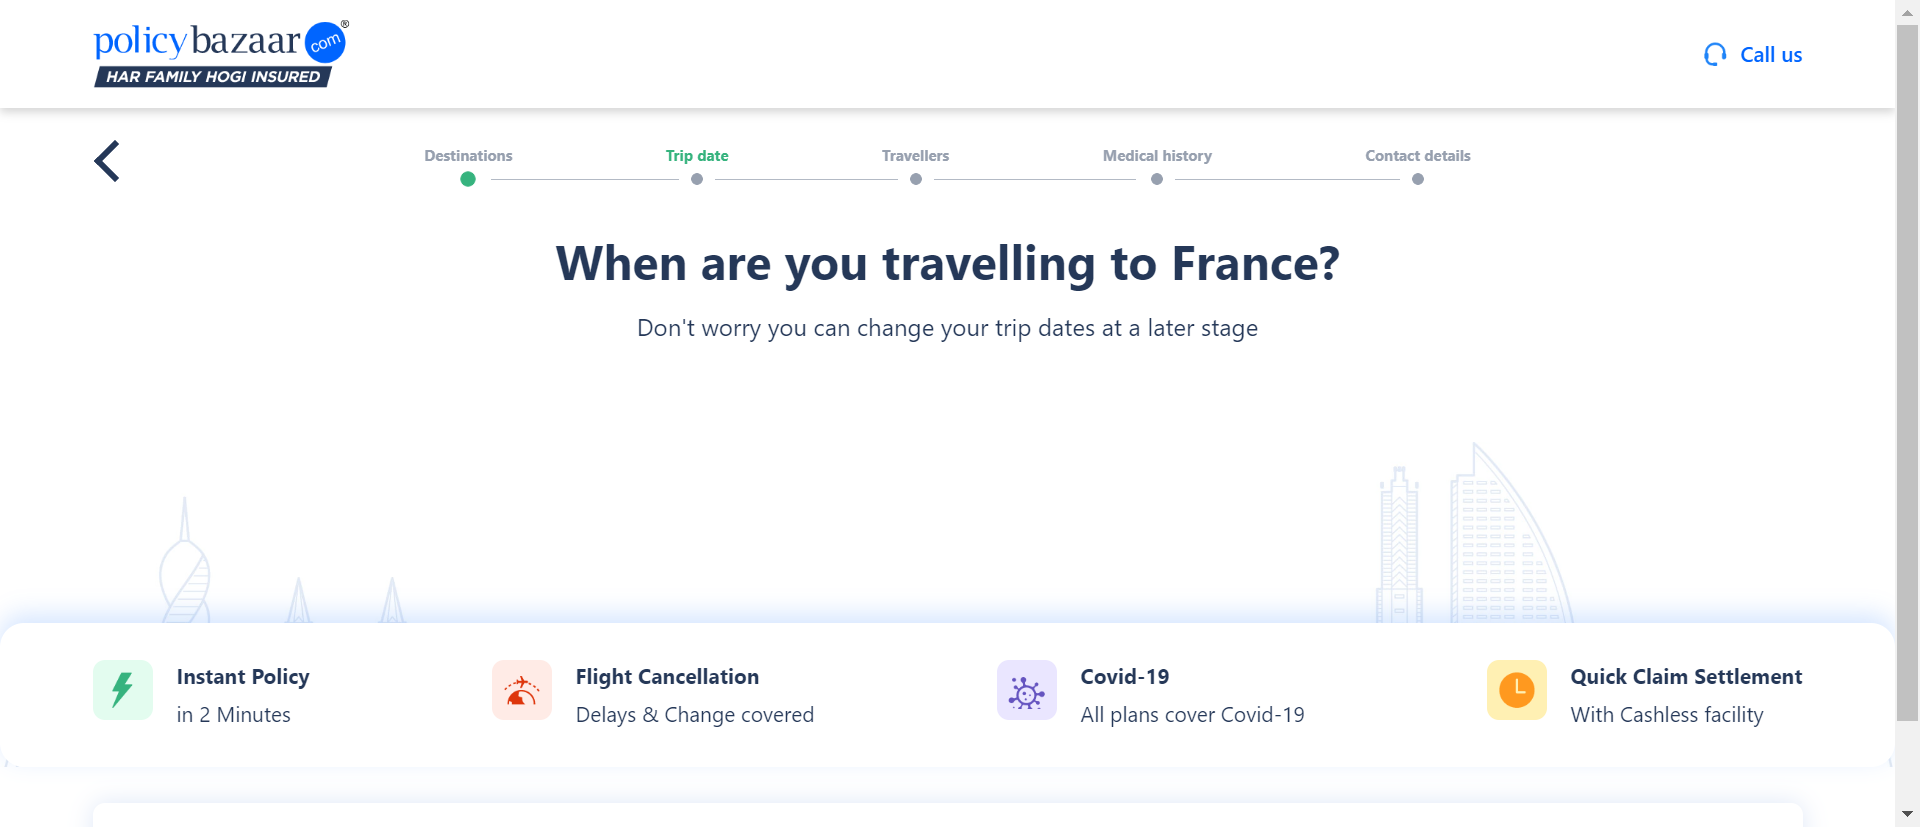 policybazaar com ®
HAR FAMILY HOGI INSURED
Call us
Destinations
Trip date
Travellers
Medical history
Contact details
When are you travelling to France?
Don't worry you can change your trip dates at a later stage
Instant Policy
in 2 Minutes
Flight Cancellation
Delays & Change covered
Covid-19
All plans cover Covid-19
Quick Claim Settlement
With Cashless facility